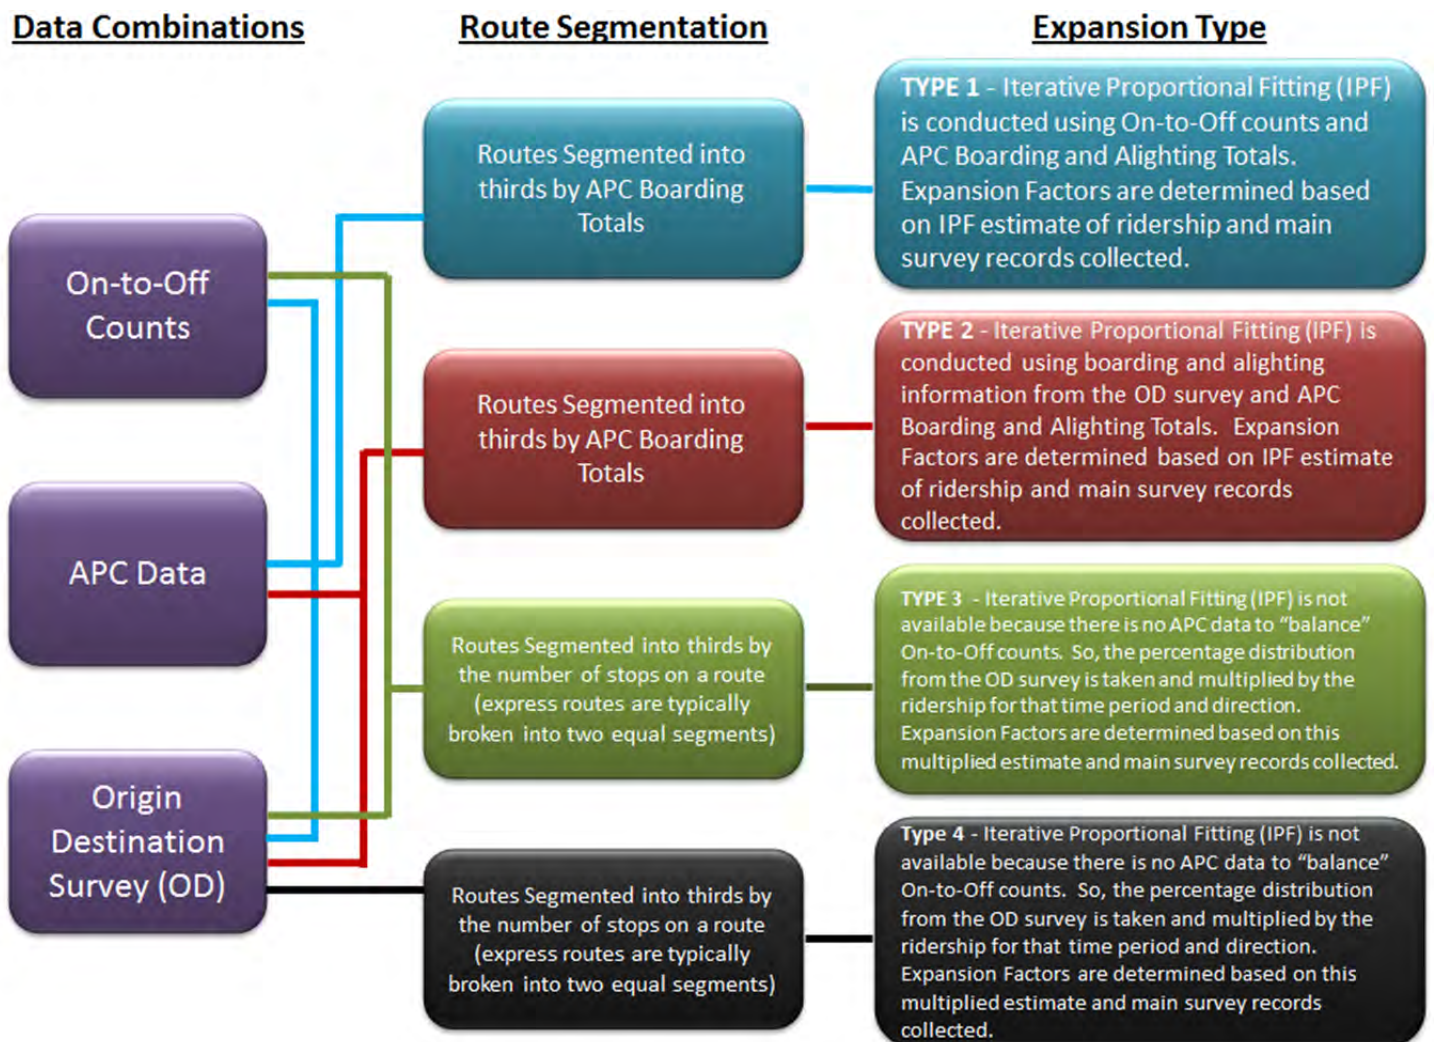 Data Combinations
Route Segmentation
Expansion Type
On-to-Off
Counts
APC Data
Origin
Destination
Survey (OD)
Routes Segmented into
thirds by APC Boarding
Totals
Routes Segmented into
thirds by APC Boarding
Totals
Routes Segmented into thirds by
the number of stops on a route
(express routes are typically
broken into two equal segments)
Routes Segmented into thirds by
the number of stops on a route
(express routes are typically
broken into two equal segments)
TYPE 1 - Iterative Proportional Fitting (IPF)
is conducted using On-to-Off counts and
APC Boarding and Alighting Totals.
Expansion Factors are determined based
on IPF estimate of ridership and main
survey records collected.
TYPE 2 - Iterative Proportional Fitting (IPF) is
conducted using boarding and alighting
information from the OD survey and APC
Boarding and Alighting Totals. Expansion
Factors are determined based on IPF estimate
of ridership and main survey records
collected.
TYPE 3 - Iterative Proportional Fitting (IPF) is not
available because there is no APC data to “balance”
On-to-Off counts. So, the percentage distribution
from the OD survey is taken and multiplied by the
ridership for that time period and direction.
Expansion Factors are determined based on this
multiplied estimate and main survey records collected.
Type 4 - Iterative Proportional Fitting (IPF) is not
available because there is no APC data to “balance”
On-to-Off counts. So, the percentage distribution
from the OD survey is taken and multiplied by the
ridership for that time period and direction.
Expansion Factors are determined based on this
multiplied estimate and main survey records
collected.